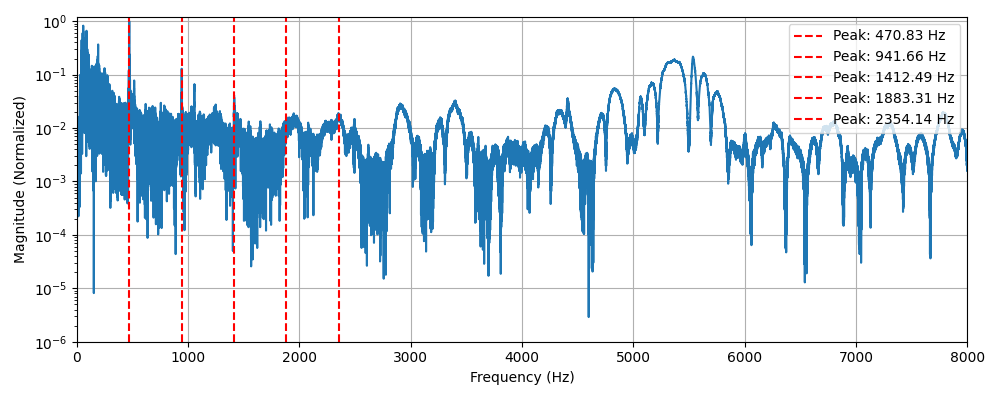 10⁰
10⁻¹
10⁻²
10⁻³
10⁻⁴
10⁻⁵
10⁻⁶
Magnitude (Normalized)
Peak: 470.83 Hz
Peak: 941.66 Hz
Peak: 1412.49 Hz
Peak: 1883.31 Hz
Peak: 2354.14 Hz
0 1000 2000 3000 4000 5000 6000 7000 8000
Frequency (Hz)